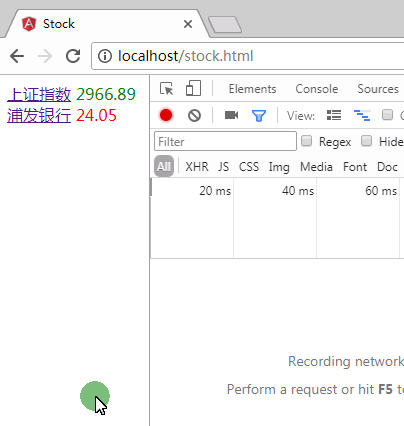 Stock
localhost/stock.html
上证指数 2966.89
浦发银行 24.05
Elements Console Sources
View:
Filter Regex Hide
All XHR JS CSS Img Media Font Doc
20 ms 40 ms 60 ms
Recording network
Perform a request or hit F5 to